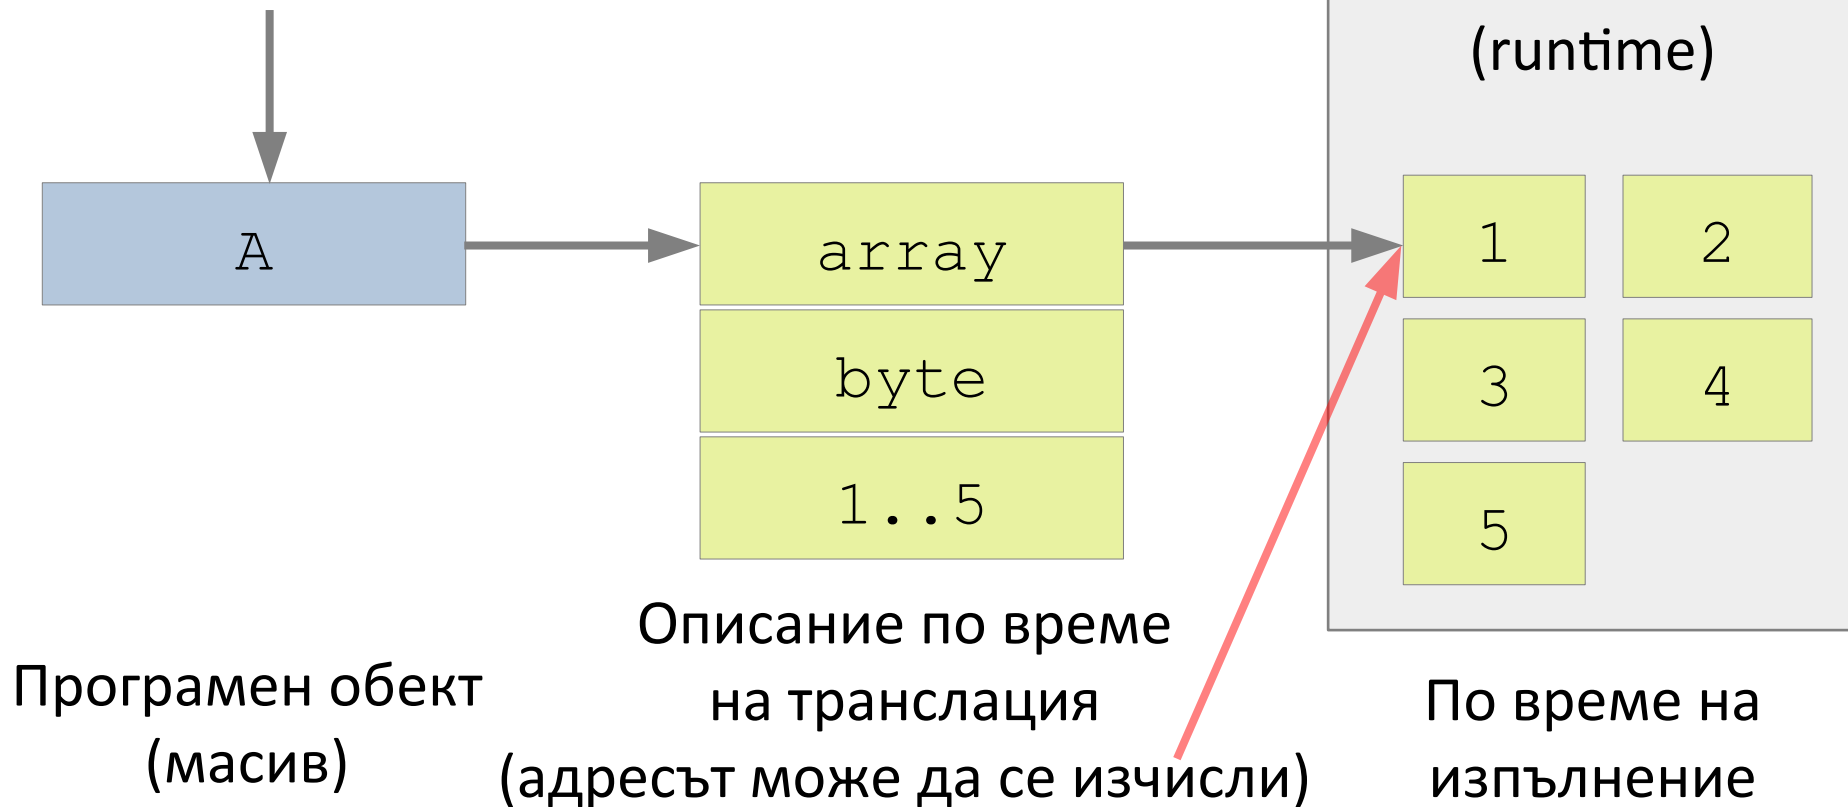 (runtime)
A
array
byte
1..5
1
2
3
4
5
Програмен обект
(масив)
Описание по време
на транслация
(адресът може да се изчисли)
По време на
изпълнение